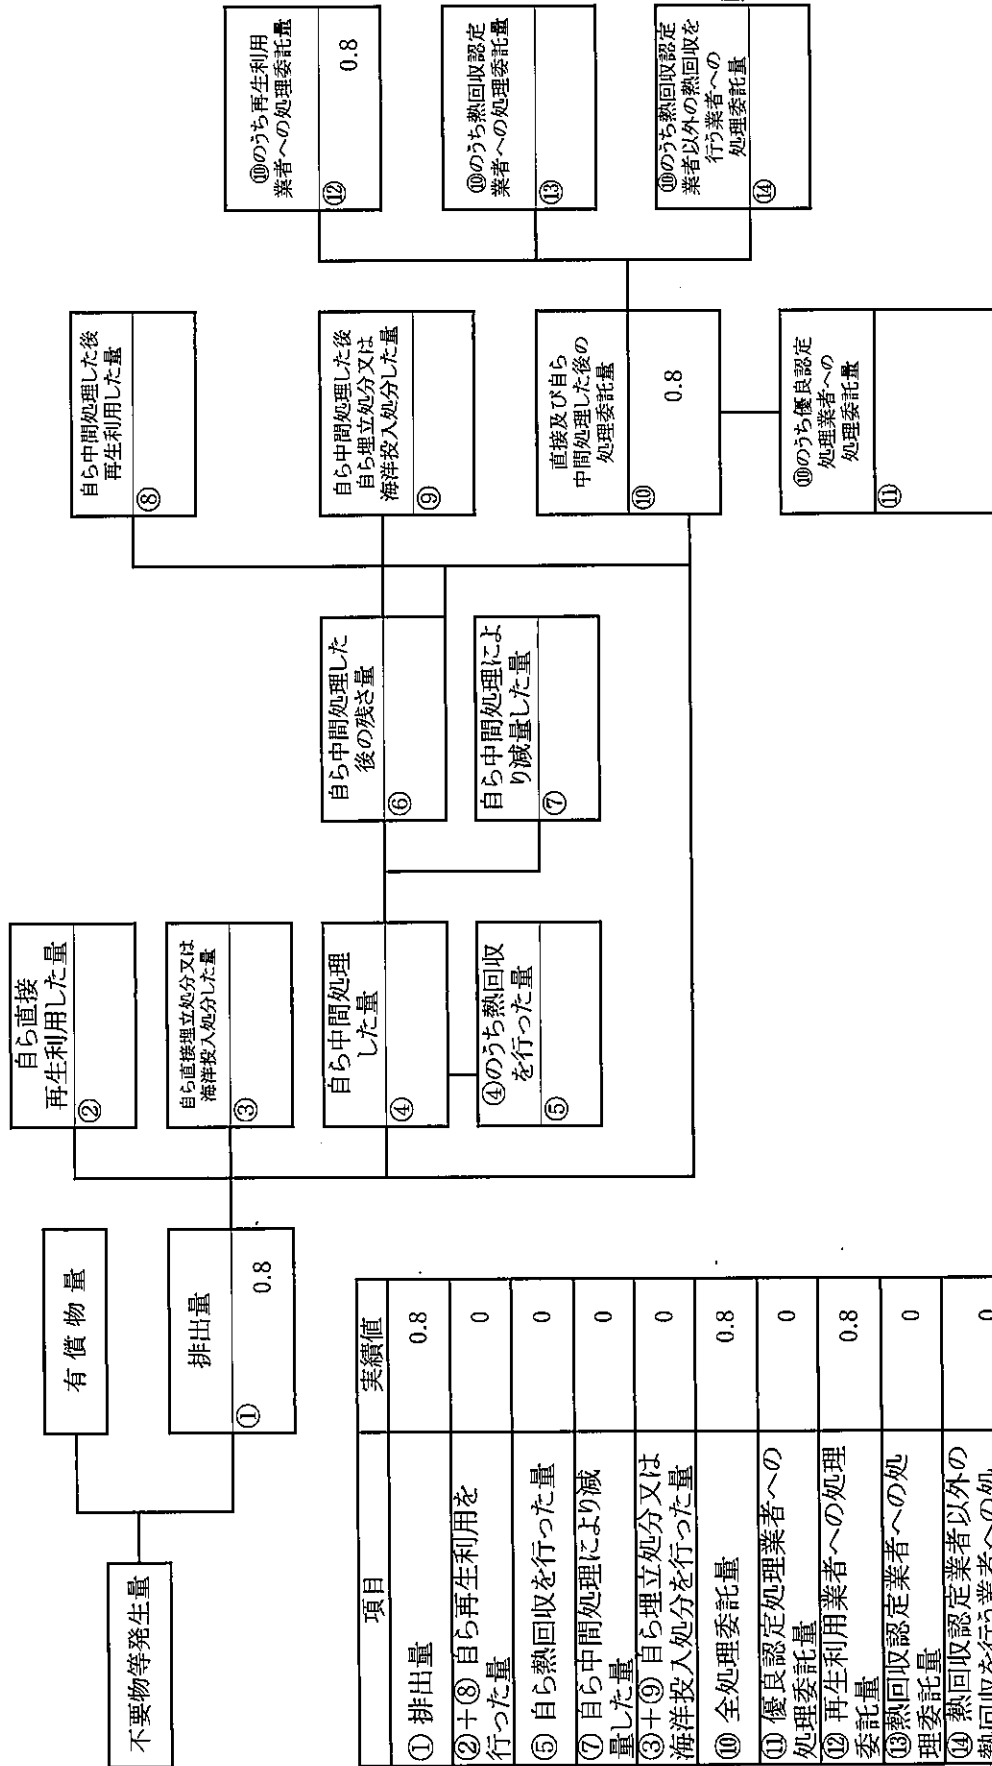 不要物等発生量
有償物量
排出量
①
0.8
自ら直接
再生利用した量
②
自ら直接埋立処分又は
海洋投入処分した量
③
自ら中間処理
した量
④
④のうち熱回収
を行った量
⑤
自ら中間処理した
後の残さ量
⑥
自ら中間処理によ
り減量した量
⑦
自ら中間処理した後
再生利用した量
⑧
自ら中間処理した後
自ら埋立処分又は
海洋投入処分した量
⑨
直接及び自ら
中間処理した後の
処理委託量
⑩
0.8
⑩のうち優良認定
処理業者への
処理委託量
⑪
⑩のうち再生利用
業者への処理委託量
⑫
0.8
⑩のうち熱回収認定
業者への処理委託量
⑬
⑩のうち熱回収認定
業者以外の熱回収を
行う業者への
処理委託量
⑭
項目 実績値
①排出量 0.8
②+⑧ 自ら再生利用を
行った量 0
⑤ 自ら熱回収を行った量 0
⑦ 自ら中間処理により減
量した量 0
③+⑨ 自ら埋立処分又は
海洋投入処分を行った量 0
⑩ 全処理委託量 0.8
⑪ 優良認定処理業者への
処理委託量 0
⑫ 再生利用業者への処理
委託量 0.8
⑬熱回収認定業者への処
理委託量 0
⑭ 熱回収認定業者以外の
熱回収を行う業者への処 0